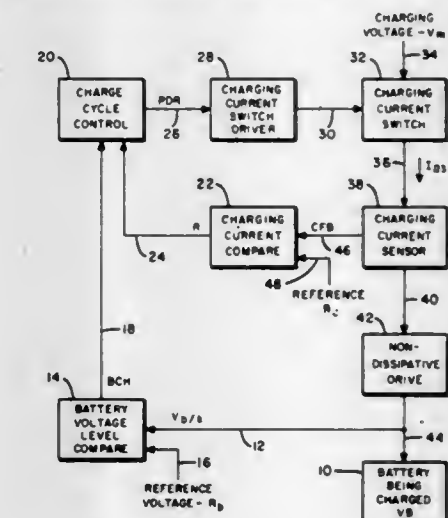 CHARGING
VOLTAGE-Vm
20
28
32
34
CHARGE
CYCLE
CONTROL
PDR
26
CHARGING
CURRENT
SWITCH
DRIVER
30
CHARGING
CURRENT
SWITCH
36
22
38
CHARGING
CURRENT
COMPARE
R
24
CFB
46
CHARGING
CURRENT
SENSOR
48
REFERENCE
40
42
18
NON-
DISSIPATIVE
DRIVE
14
BCH
BATTERY
VOLTAGE
LEVEL
COMPARE
Vb/s
12
44
16
REFERENCE
VOLTAGE-Rb
10
BATTERY
BEING
CHARGED
VB